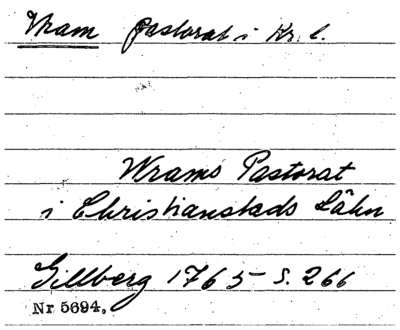 Vram pastorat i Kr. l.
Wrams Pastorat
i Christianstads Lähn
Gillberg 1765 S. 266
Nr 5694.